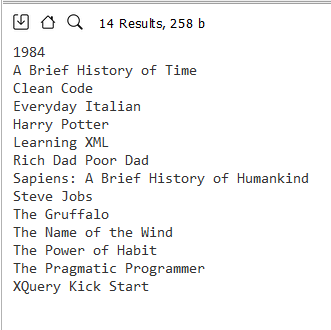 14 Results, 258 b
1984
A Brief History of Time
Clean Code
Everyday Italian
Harry Potter
Learning XML
Rich Dad Poor Dad
Sapiens: A Brief History of Humankind
Steve Jobs
The Gruffalo
The Name of the Wind
The Power of Habit
The Pragmatic Programmer
XQuery Kick Start